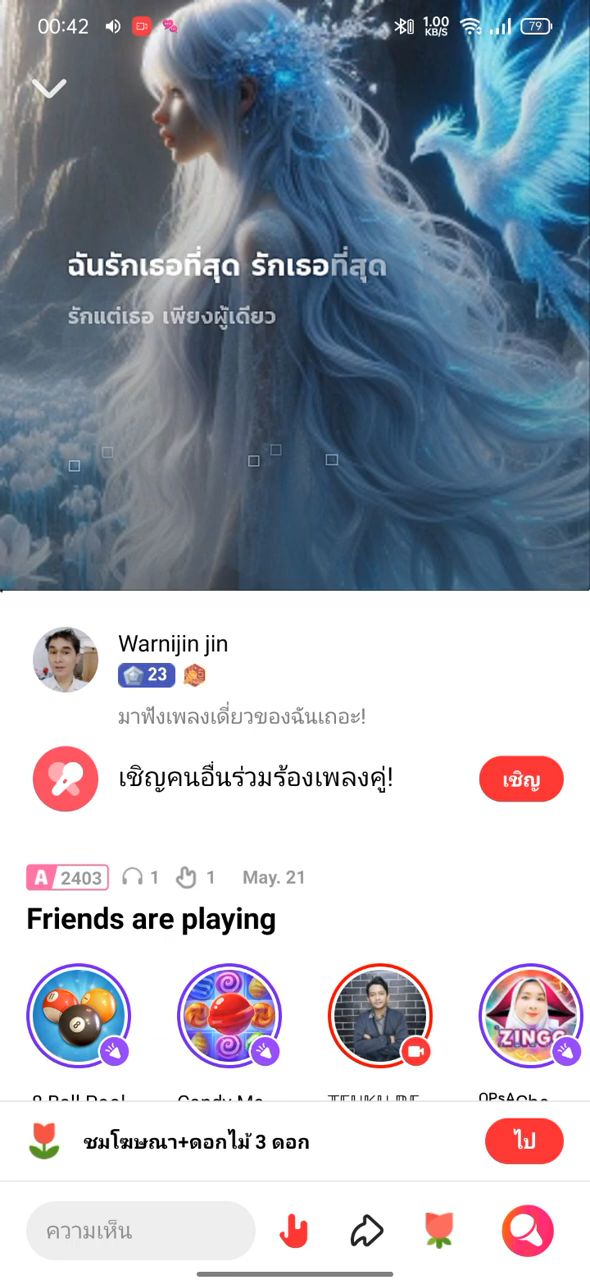 00:42
1.00
KB/S
79
ฉันรักเธอที่สุด รักเธอที่สุด
รักแต่เธอ เพียงผู้เดียว
Warnijin jin
23
มาฟังเพลงเดี่ยวของฉันเถอะ!
เชิญคนอื่นร่วมร้องเพลงคู่!
เชิญ
A 2403 1 1 May. 21
Friends are playing
8
ZINGO
8 Ball Pool
Candy Ma
ชมโฆษณา+ดอกไม้ 3 ดอก
ไป
ความเห็น